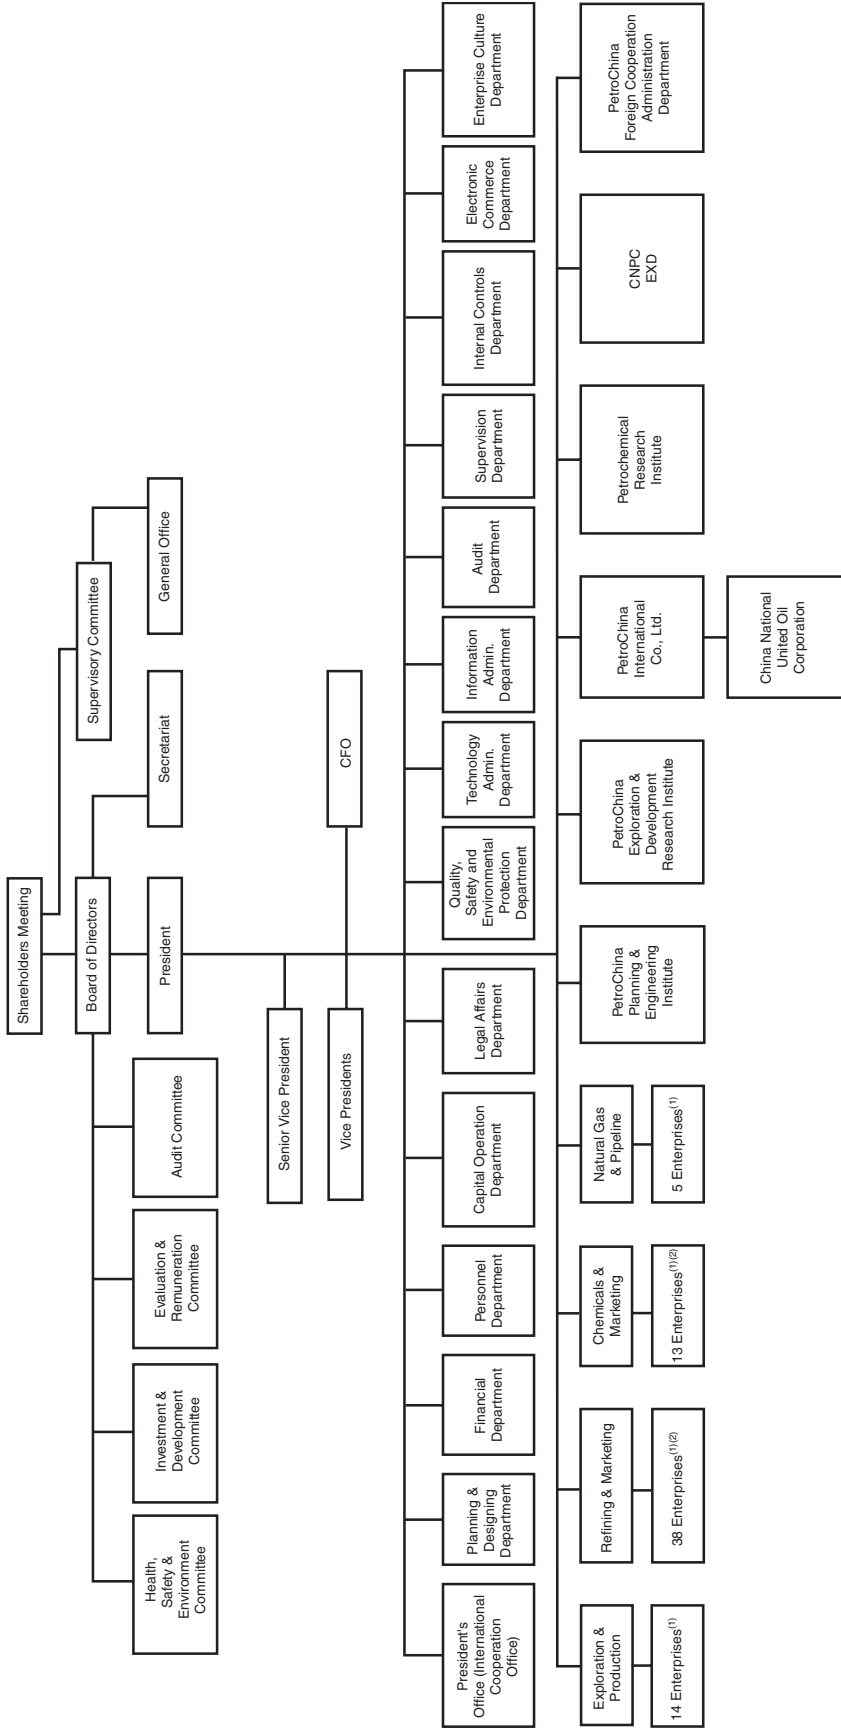 Shareholders Meeting
Board of Directors
Supervisory Committee
President
Secretariat
General Office
Health,
Safety &
Environment
Committee
Investment &
Development
Committee
Evaluation &
Remuneration
Committee
Audit Committee
Senior Vice President
Vice Presidents
CFO
President's
Office (International
Cooperation
Office)
Planning &
Designing
Department
Financial
Department
Personnel
Department
Capital Operation
Department
Legal Affairs
Department
Quality,
Safety and
Environmental
Protection
Department
Technology
Admin.
Department
Information
Admin.
Department
Audit
Department
Supervision
Department
Internal Controls
Department
Electronic
Commerce
Department
Enterprise Culture
Department
Exploration &
Production
14 Enterprises(1)
Refining & Marketing
38 Enterprises(1)(2)
Chemicals &
Marketing
13 Enterprises(1)(2)
Natural Gas
& Pipeline
5 Enterprises(1)
PetroChina
Planning &
Engineering
Institute
PetroChina
Exploration &
Development
Research Institute
PetroChina
International
Co., Ltd.
China National
United Oil
Corporation
Petrochemical
Research
Institute
CNPC
EXD
PetroChina
Foreign Cooperation
Administration
Department